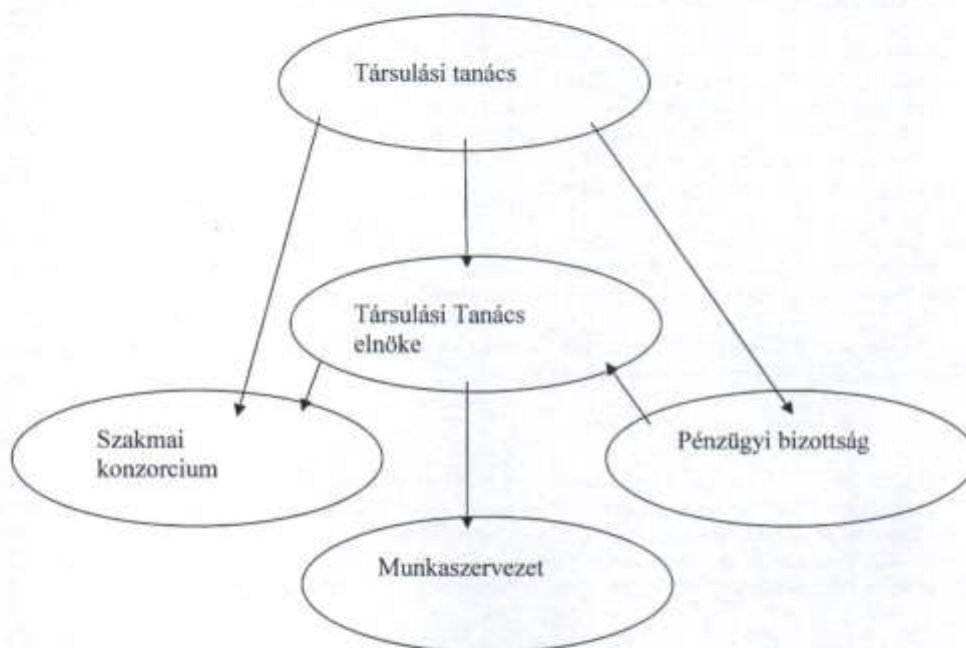 Társulási tanács
Társulási Tanács
elnöke
Szakmai
konzorcium
Pénzügyi bizottság
Munkaszervezet